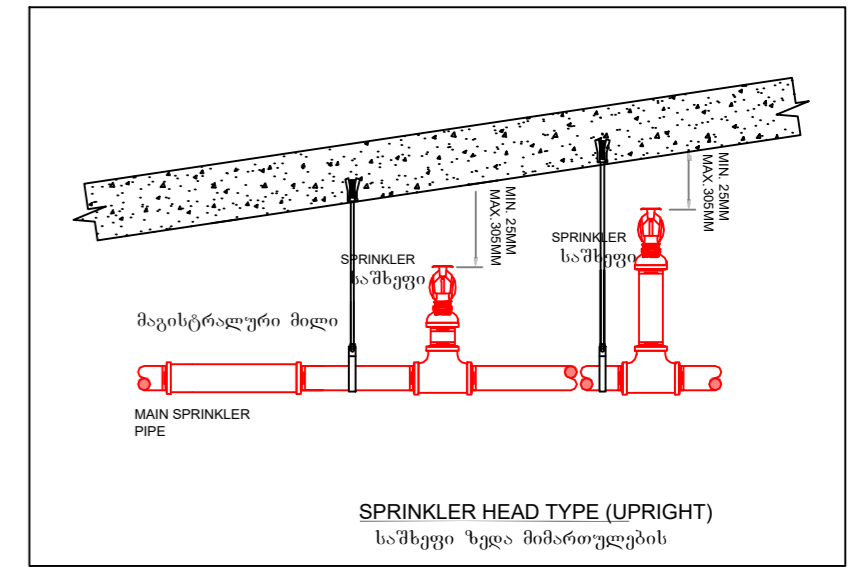 MIN. 25MM
MAX.305MM
SPRINKLER
საშხეფი
MIN. 25MM
MAX.305MM
SPRINKLER
საშხეფი
მაგისტრალური მილი
MAIN SPRINKLER
PIPE
SPRINKLER HEAD TYPE (UPRIGHT)
საშხეფი ზედა მიმართულების